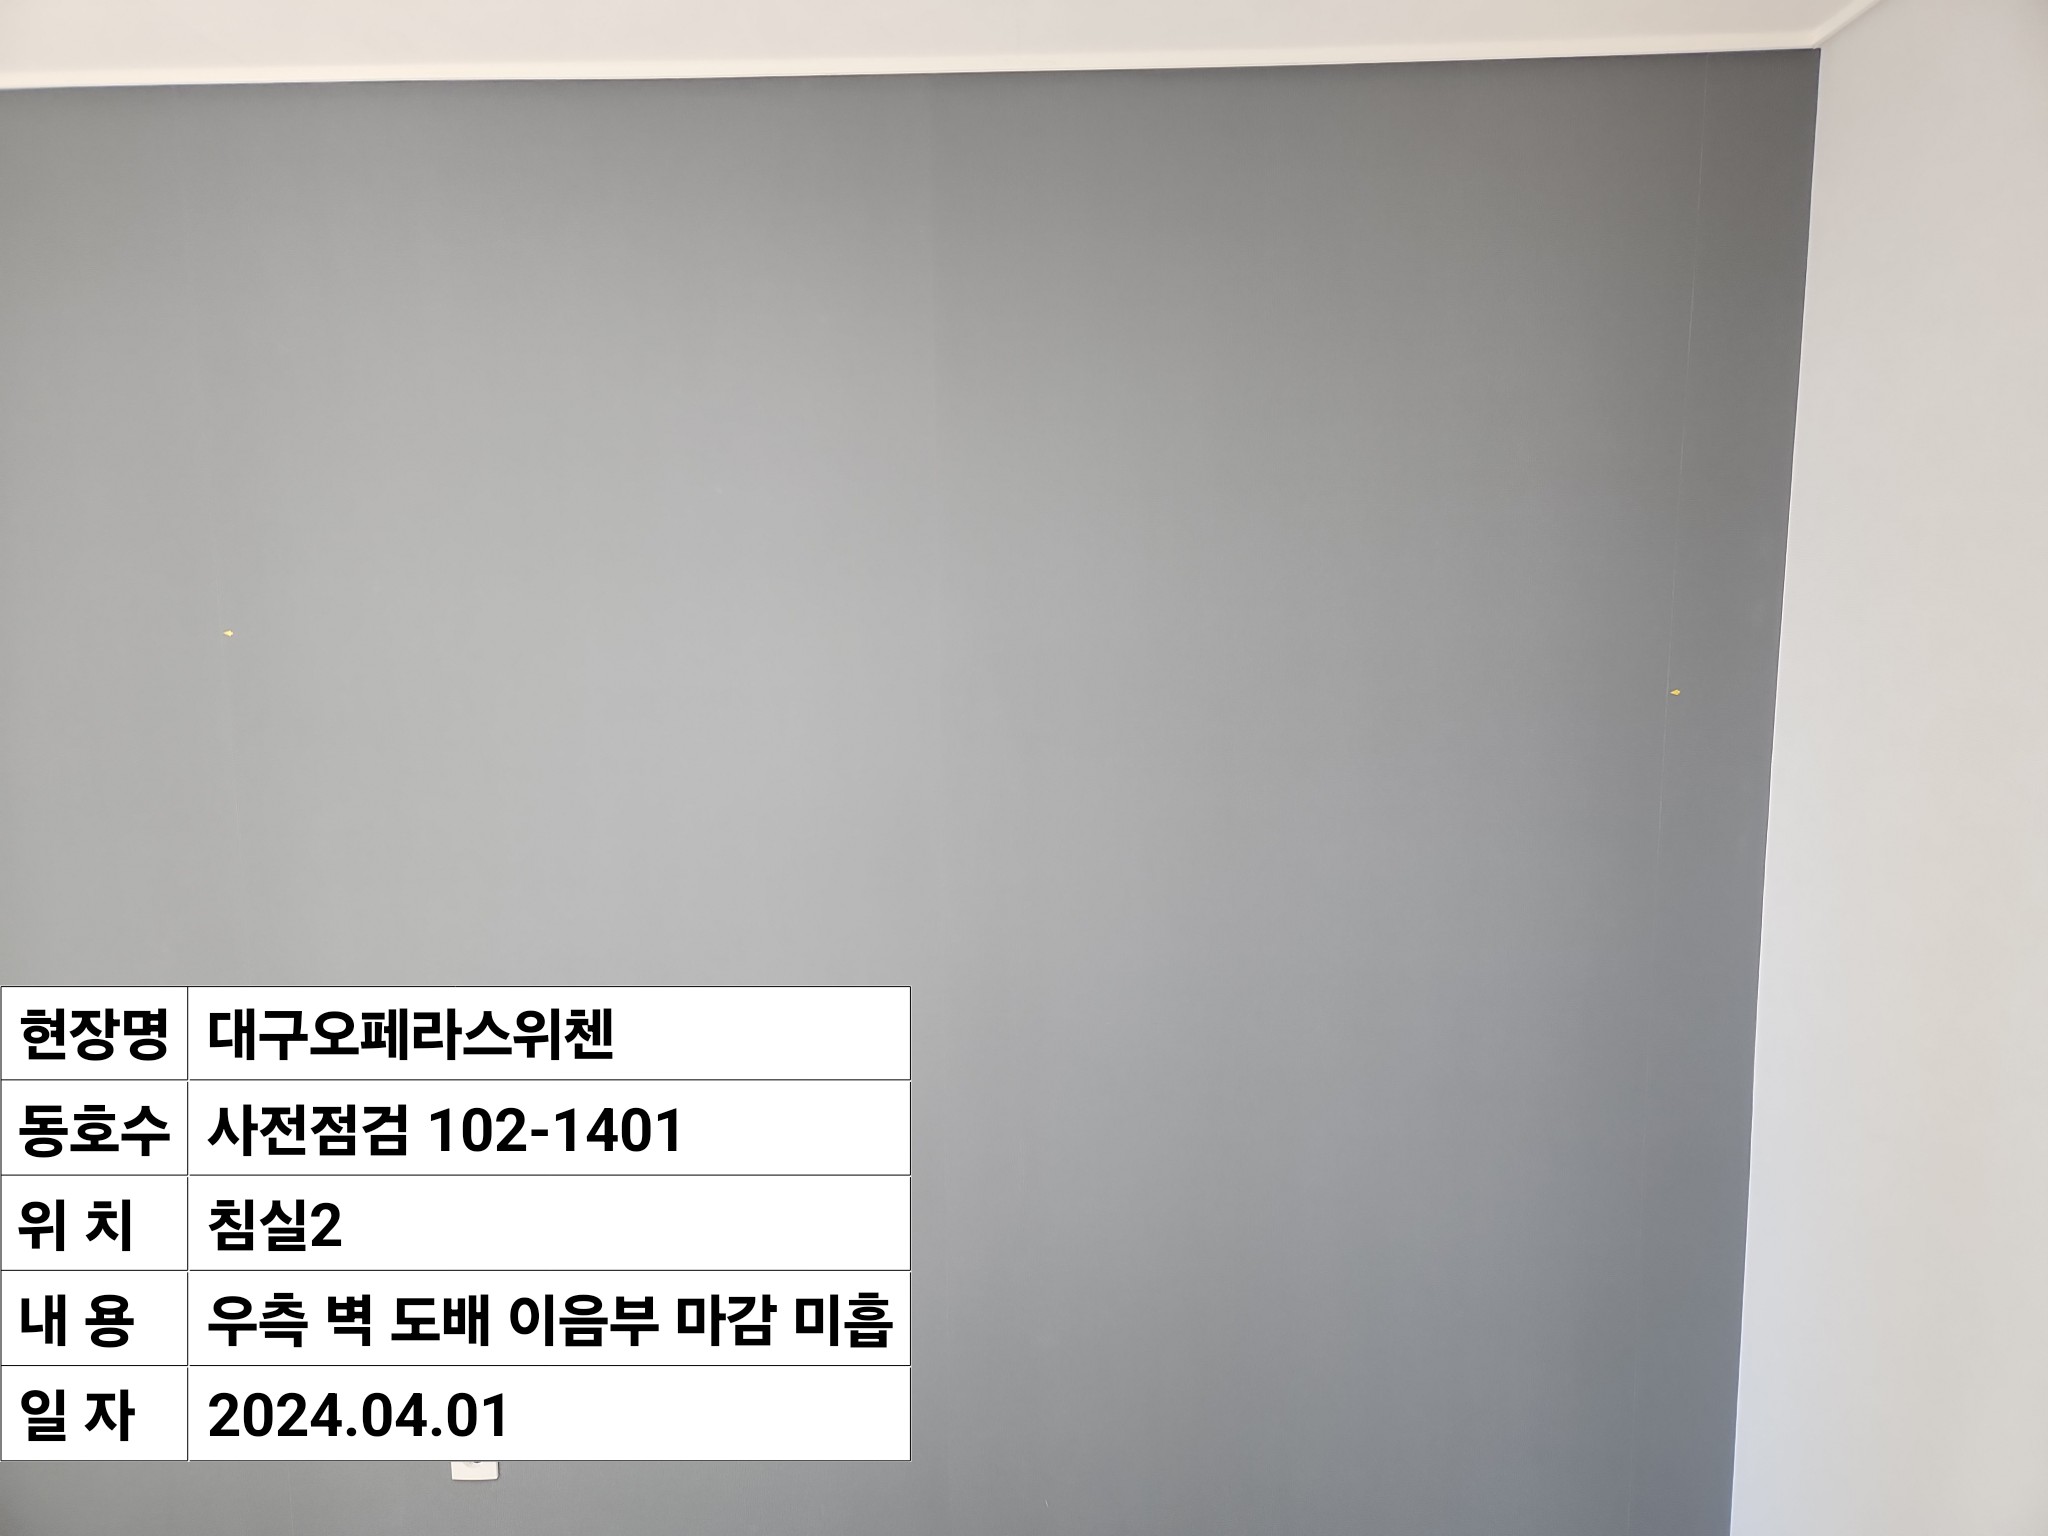 현장명 대구오페라스위첸
동호수 사전점검 102-1401
위 치 침실2
내 용 우측 벽 도배 이음부 마감 미흡
일 자 2024.04.01